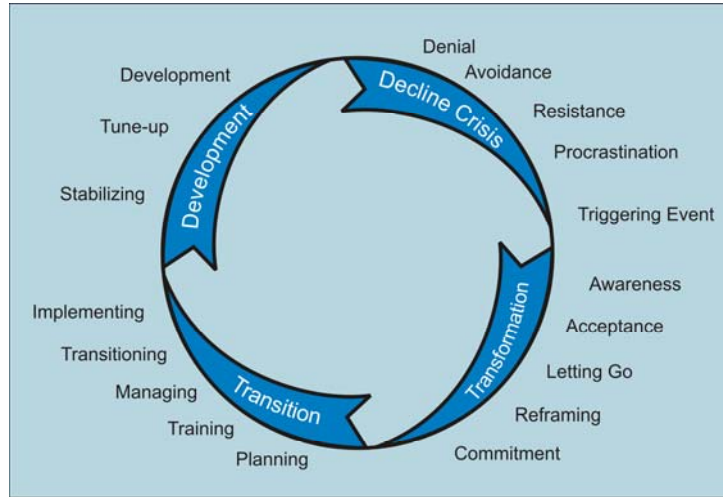 Denial
Avoidance
Resistance
Procrastination
Triggering Event
Decline Crisis
Awareness
Acceptance
Letting Go
Reframing
Commitment
Transformation
Planning
Training
Managing
Transitioning
Implementing
Transition
Stabilizing
Tune-up
Development
Development